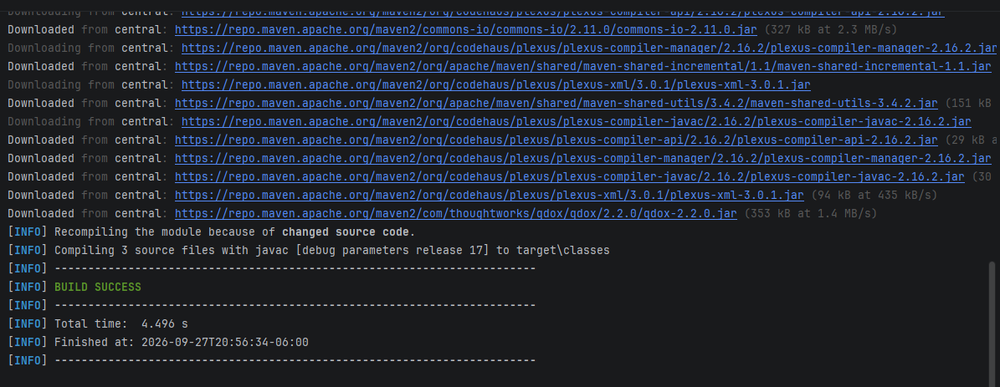 Downloading from central: https://repo.maven.apache.org/maven2/org/codehaus/plexus/plexus-compiler-api/2.16.2/plexus-compiler-api-2.16.2.jar
Downloaded from central: https://repo.maven.apache.org/maven2/commons-io/commons-io/2.11.0/commons-io-2.11.0.jar (327 kB at 2.3 MB/s)
Downloading from central: https://repo.maven.apache.org/maven2/org/codehaus/plexus/plexus-compiler-manager/2.16.2/plexus-compiler-manager-2.16.2.jar
Downloaded from central: https://repo.maven.apache.org/maven2/org/apache/maven/shared/maven-shared-incremental/1.1/maven-shared-incremental-1.1.jar
Downloading from central: https://repo.maven.apache.org/maven2/org/codehaus/plexus/plexus-xml/3.0.1/plexus-xml-3.0.1.jar
Downloaded from central: https://repo.maven.apache.org/maven2/org/apache/maven/shared/maven-shared-utils/3.4.2/maven-shared-utils-3.4.2.jar (151 kB
Downloading from central: https://repo.maven.apache.org/maven2/org/codehaus/plexus/plexus-compiler-javac/2.16.2/plexus-compiler-javac-2.16.2.jar
Downloaded from central: https://repo.maven.apache.org/maven2/org/codehaus/plexus/plexus-compiler-api/2.16.2/plexus-compiler-api-2.16.2.jar (29 kB a
Downloaded from central: https://repo.maven.apache.org/maven2/org/codehaus/plexus/plexus-compiler-manager/2.16.2/plexus-compiler-manager-2.16.2.jar
Downloaded from central: https://repo.maven.apache.org/maven2/org/codehaus/plexus/plexus-compiler-javac/2.16.2/plexus-compiler-javac-2.16.2.jar (30
Downloaded from central: https://repo.maven.apache.org/maven2/org/codehaus/plexus/plexus-xml/3.0.1/plexus-xml-3.0.1.jar (94 kB at 435 kB/s)
Downloaded from central: https://repo.maven.apache.org/maven2/com/thoughtworks/qdox/qdox/2.2.0/qdox-2.2.0.jar (353 kB at 1.4 MB/s)
[INFO] Recompiling the module because of changed source code.
[INFO] Compiling 3 source files with javac [debug parameters release 17] to target\classes
[INFO] ------------------------------------------------------------------------
[INFO] BUILD SUCCESS
[INFO] ------------------------------------------------------------------------
[INFO] Total time:  4.496 s
[INFO] Finished at: 2026-09-27T20:56:34-06:00
[INFO] ------------------------------------------------------------------------